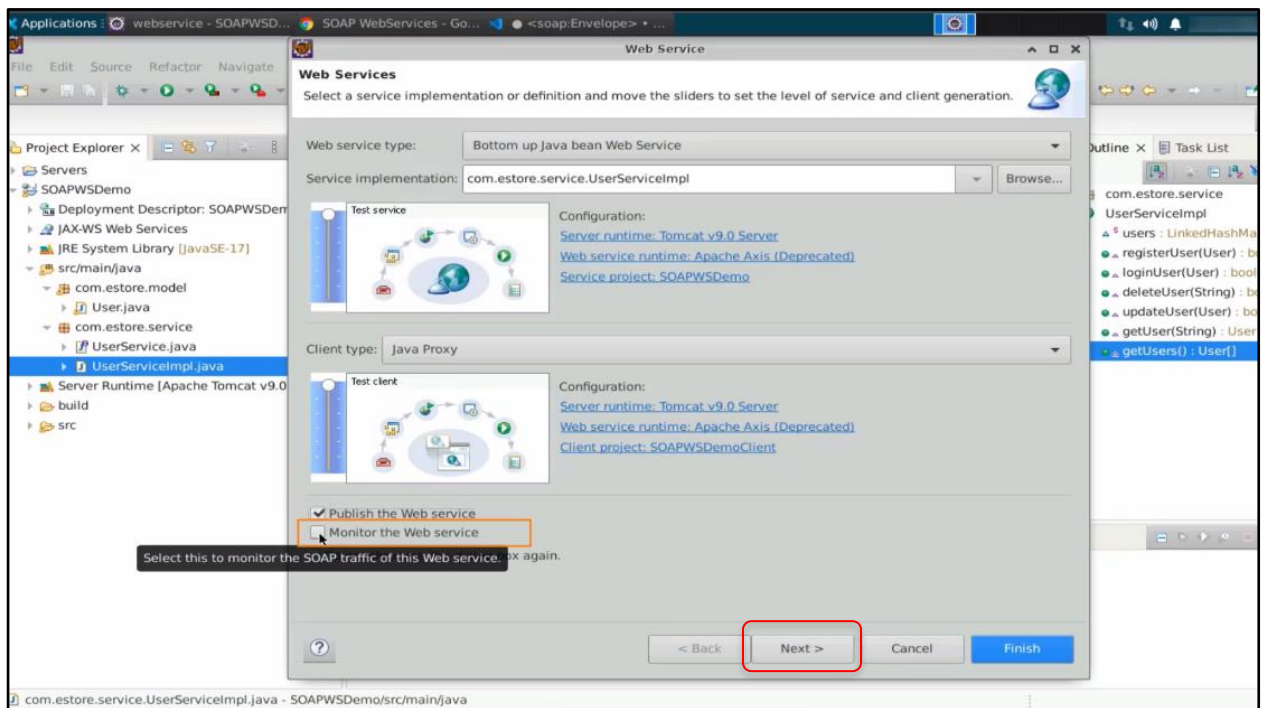 Applications : webservice - SOAPWSD... SOAP WebServices - Go... <soap:Envelope> • ...
Web Service
File Edit Source Refactor Navigate
Web Services
Select a service implementation or definition and move the sliders to set the level of service and client generation.
Project Explorer
Servers
SOAPWSDemo
Deployment Descriptor: SOAPWSDem
JAX-WS Web Services
JRE System Library [JavaSE-17]
src/main/java
com.estore.model
User.java
com.estore.service
UserService.java
UserServiceImpl.java
Server Runtime [Apache Tomcat v9.0
build
src
Web service type: Bottom up Java bean Web Service
Service implementation: com.estore.service.UserServiceImpl Browse...
Test service
Configuration:
Server runtime: Tomcat v9.0 Server
Web service runtime: Apache Axis (Deprecated)
Service project: SOAPWSDemo
Client type: Java Proxy
Test client
Configuration:
Server runtime: Tomcat v9.0 Server
Web service runtime: Apache Axis (Deprecated)
Client project: SOAPWSDemoClient
Publish the Web service
Monitor the Web service
Select this to monitor the SOAP traffic of this Web service.
ox again.
< Back Next > Cancel Finish
Outline Task List
com.estore.service
UserServiceImpl
users : LinkedHashMa
registerUser(User) : b
loginUser(User) : bool
deleteUser(String) : bo
updateUser(User) : bo
getUser(String) : User
getUsers() : User[]
com.estore.service.UserServiceImpl.java - SOAPWSDemo/src/main/java